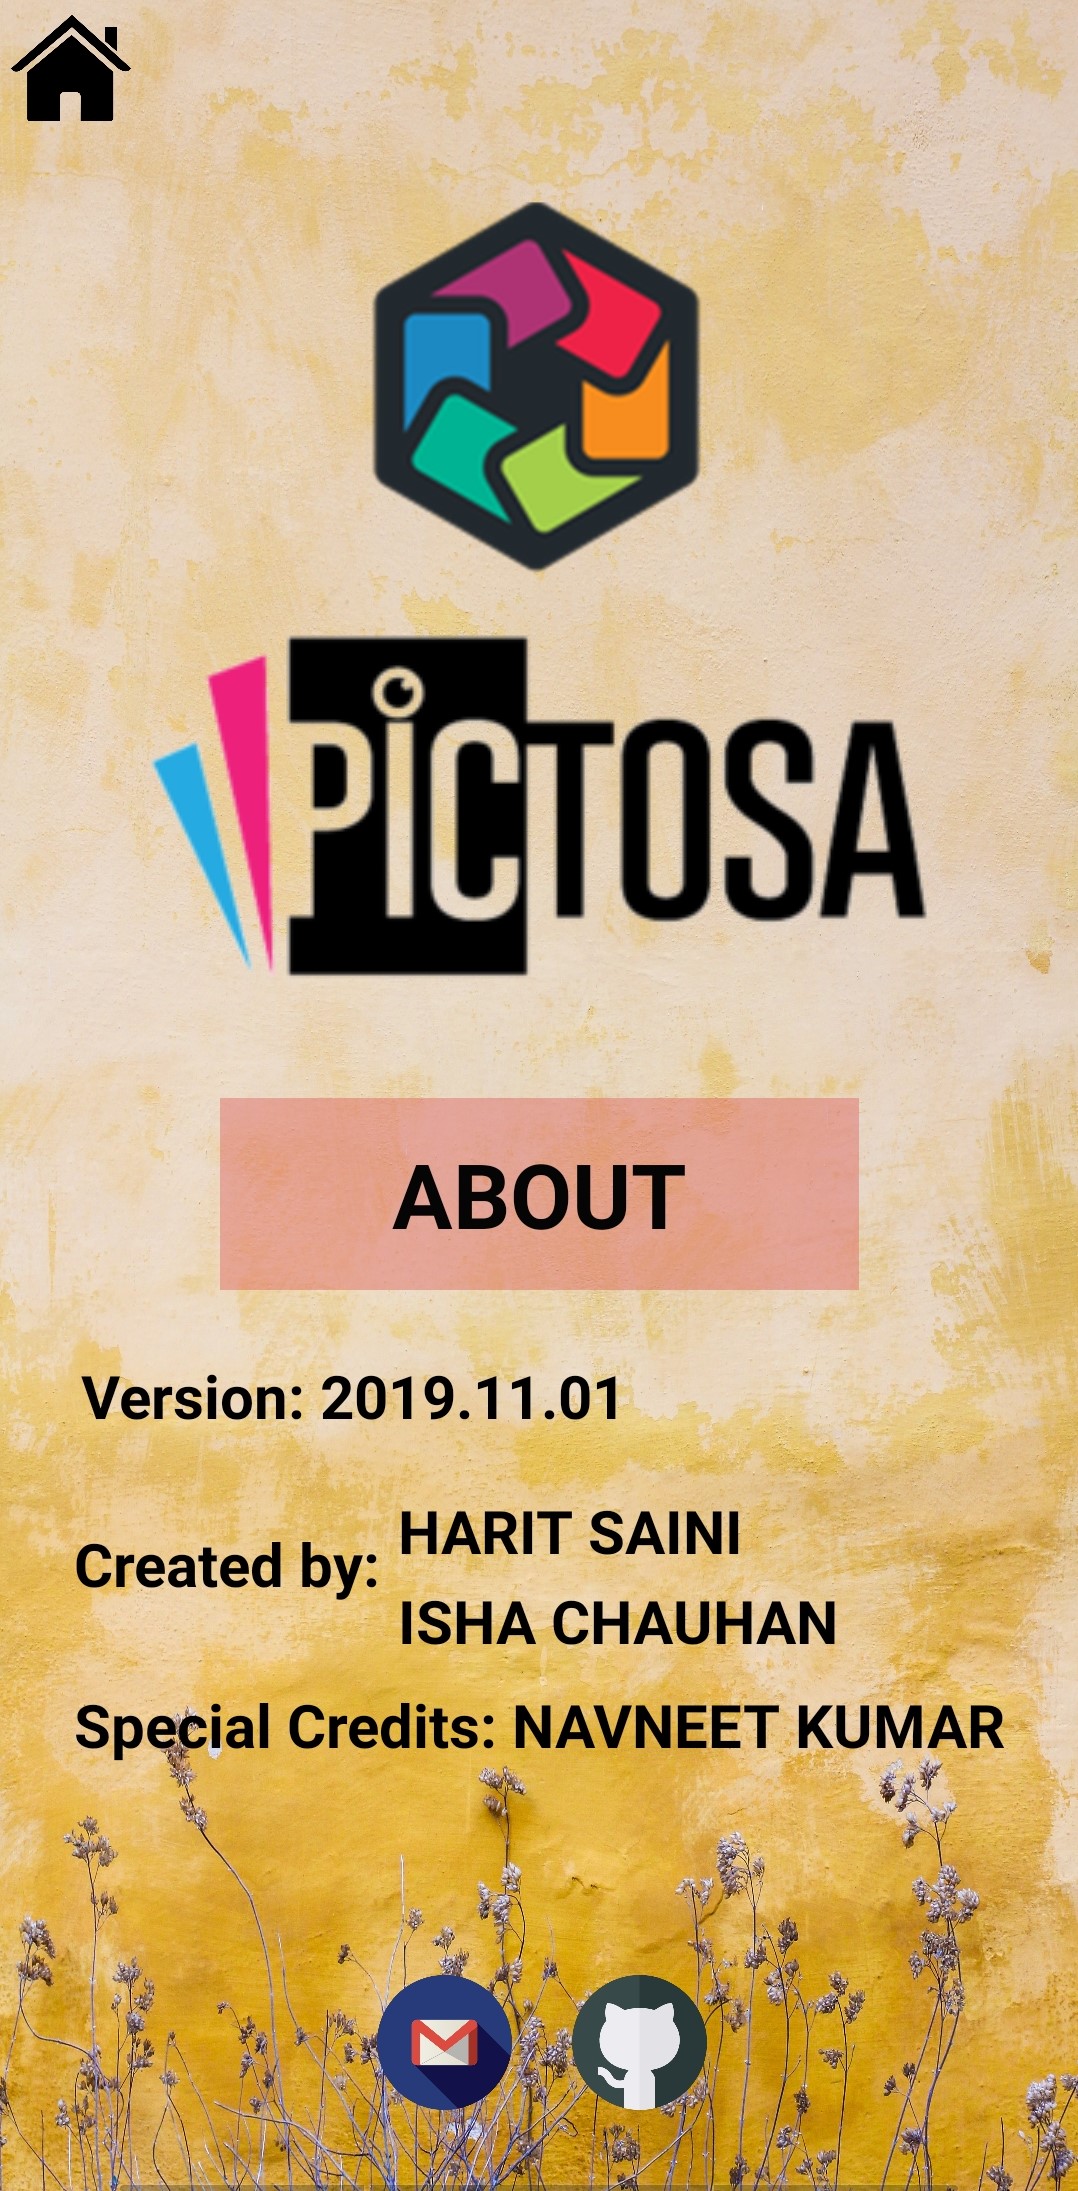 PiCTOSA
ABOUT
Version: 2019.11.01
Created by:
HARIT SAINI
ISHA CHAUHAN
Special Credits: NAVNEET KUMAR